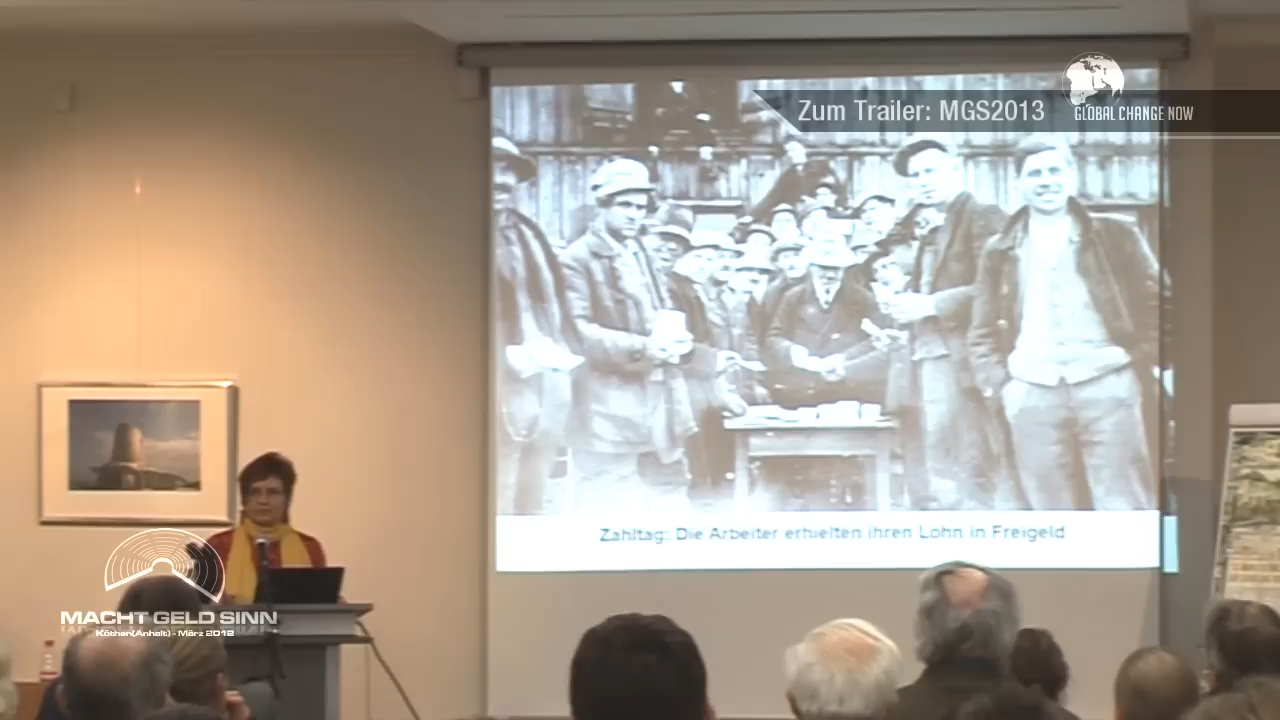 Zum Trailer: MGS2013
GLOBAL CHANGE NOW
Zahltag: Die Arbeiter erhielten ihren Lohn in Freigeld
MACHT GELD SINN
Köthen(Anhalt) - März 2012